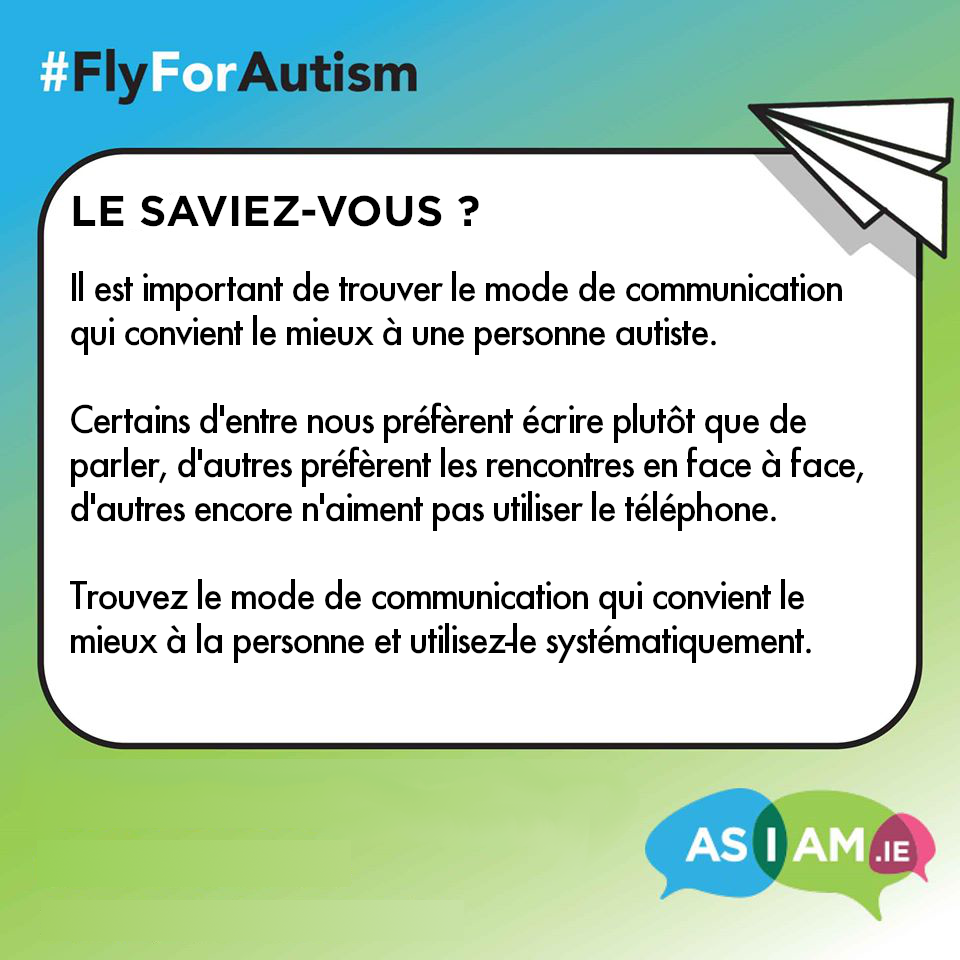 #FlyForAutism
LE SAVIEZ-VOUS ?
Il est important de trouver le mode de communication
qui convient le mieux à une personne autiste.
Certains d'entre nous préfèrent écrire plutôt que de
parler, d'autres préfèrent les rencontres en face à face,
d'autres encore n'aiment pas utiliser le téléphone.
Trouvez le mode de communication qui convient le
mieux à la personne et utilisez-le systématiquement.
AS I AM.IE